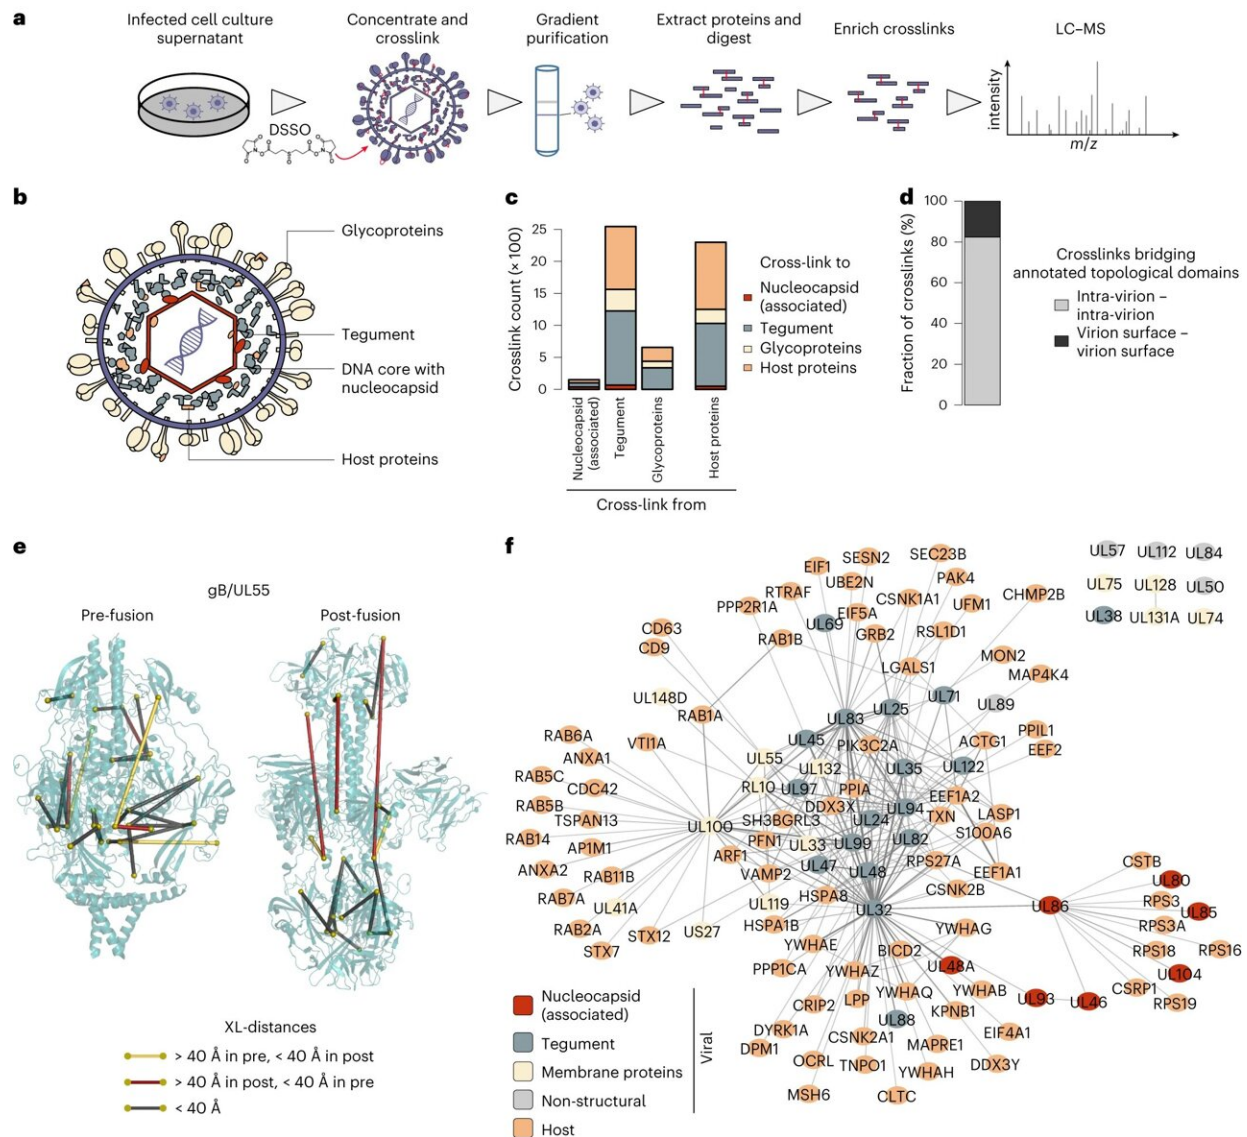 a
Infected cell culture
supernatant
Concentrate and
crosslink
Gradient
purification
Extract proteins and
digest
Enrich crosslinks
LC–MS
DSSO
intensity
m/z
b
Glycoproteins
Tegument
DNA core with
nucleocapsid
Host proteins
c
Crosslink count (× 100)
25
20
15
10
5
0
Nucleocapsid
(associated)
Tegument
Glycoproteins
Host proteins
Cross-link from
Cross-link to
Nucleocapsid
(associated)
Tegument
Glycoproteins
Host proteins
d
Fraction of crosslinks (%)
100
80
60
40
20
0
Crosslinks bridging
annotated topological domains
Intra-virion –
intra-virion
Virion surface –
virion surface
e
gB/UL55
Pre-fusion
Post-fusion
XL-distances
> 40 Å in pre, < 40 Å in post
> 40 Å in post, < 40 Å in pre
< 40 Å
f
UL57
UL112
UL84
UL75
UL128
UL50
UL38
UL131A
UL74
SESN2
SEC23B
EIF1
UBE2N
PAK4
RTRAF
CSNK1A1
CHMP2B
PPP2R1A
EIF5A
UFM1
UL69
CD63
RAB1B
GRB2
RSL1D1
CD9
LGALS1
MON2
MAP4K4
UL148D
UL71
UL89
RAB1A
UL83
UL25
PPIL1
RAB6A
VTI1A
UL45
PIK3C2A
ACTG1
EEF2
ANXA1
UL55
UL132
UL35
UL122
RAB5C
CDC42
RL10
UL97
PPIA
EEF1A2
RAB5B
DDX3X
UL94
LASP1
TSPAN13
UL100
SH3BGRL3
UL24
TXN
S100A6
RAB14
AP1M1
PFN1
UL33
UL99
UL82
ARF1
UL47
UL48
RPS27A
EEF1A1
CSTB
ANXA2
RAB11B
VAMP2
CSNK2B
UL80
RAB7A
UL41A
UL119
HSPA8
UL32
UL86
RPS3
UL85
RAB2A
STX12
US27
HSPA1B
YWHAG
RPS3A
STX7
YWHAE
BICD2
RPS18
RPS16
PPP1CA
YWHAZ
UL48A
UL104
CRIP2
LPP
YWHAQ
YWHAB
UL93
UL46
CSRP1
RPS19
UL88
KPNB1
EIF4A1
DYRK1A
CSNK2A1
MAPRE1
DPM1
OCRL
TNPO1
YWHAH
DDX3Y
MSH6
CLTC
Nucleocapsid
(associated)
Tegument
Membrane proteins
Non-structural
Host
Viral